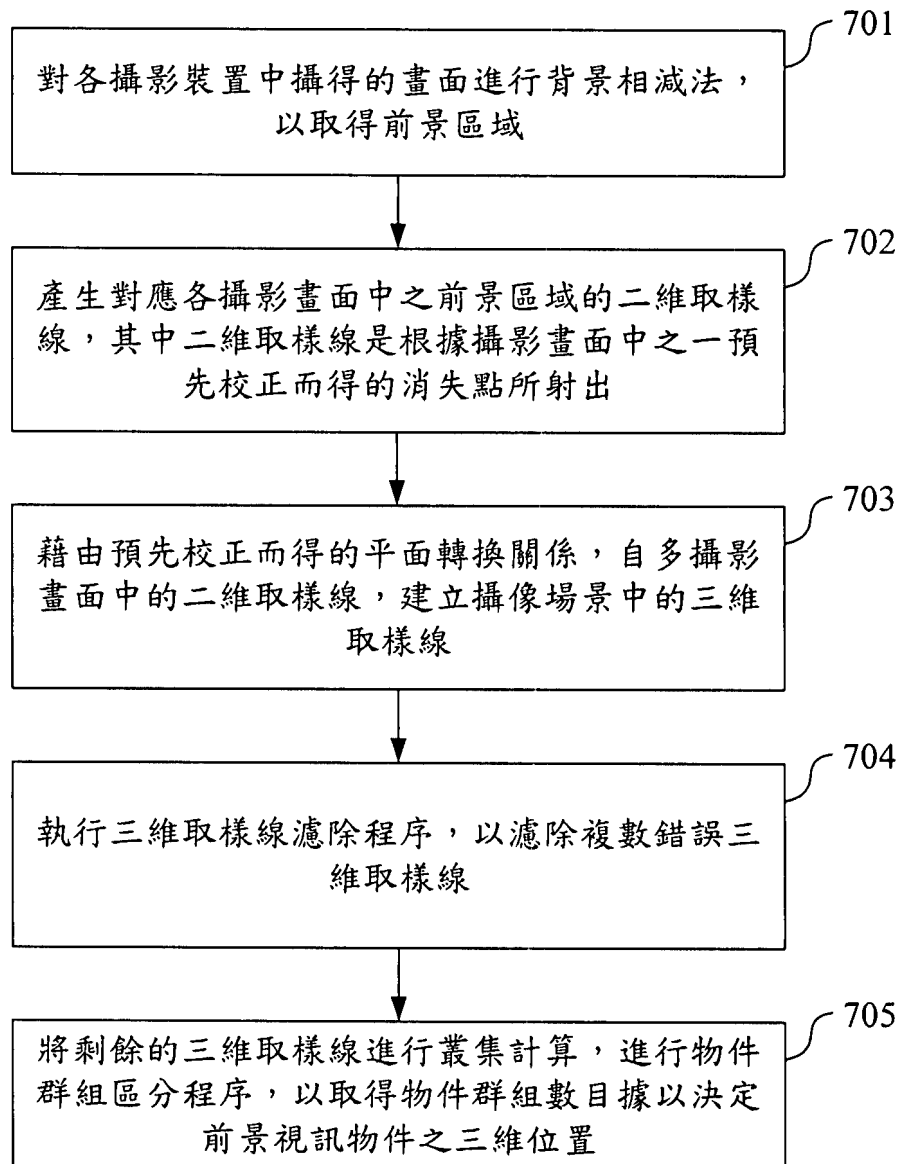 701
對各攝影裝置中攝得的畫面進行背景相減法，
以取得前景區域
702
產生對應各攝影畫面中之前景區域的二維取樣
線，其中二維取樣線是根據攝影畫面中之一預
先校正而得的消失點所射出
703
藉由預先校正而得的平面轉換關係，自多攝影
畫面中的二維取樣線，建立攝像場景中的三維
取樣線
704
執行三維取樣線濾除程序，以濾除複數錯誤三
維取樣線
705
將剩餘的三維取樣線進行叢集計算，進行物件
群組區分程序，以取得物件群組數目據以決定
前景視訊物件之三維位置